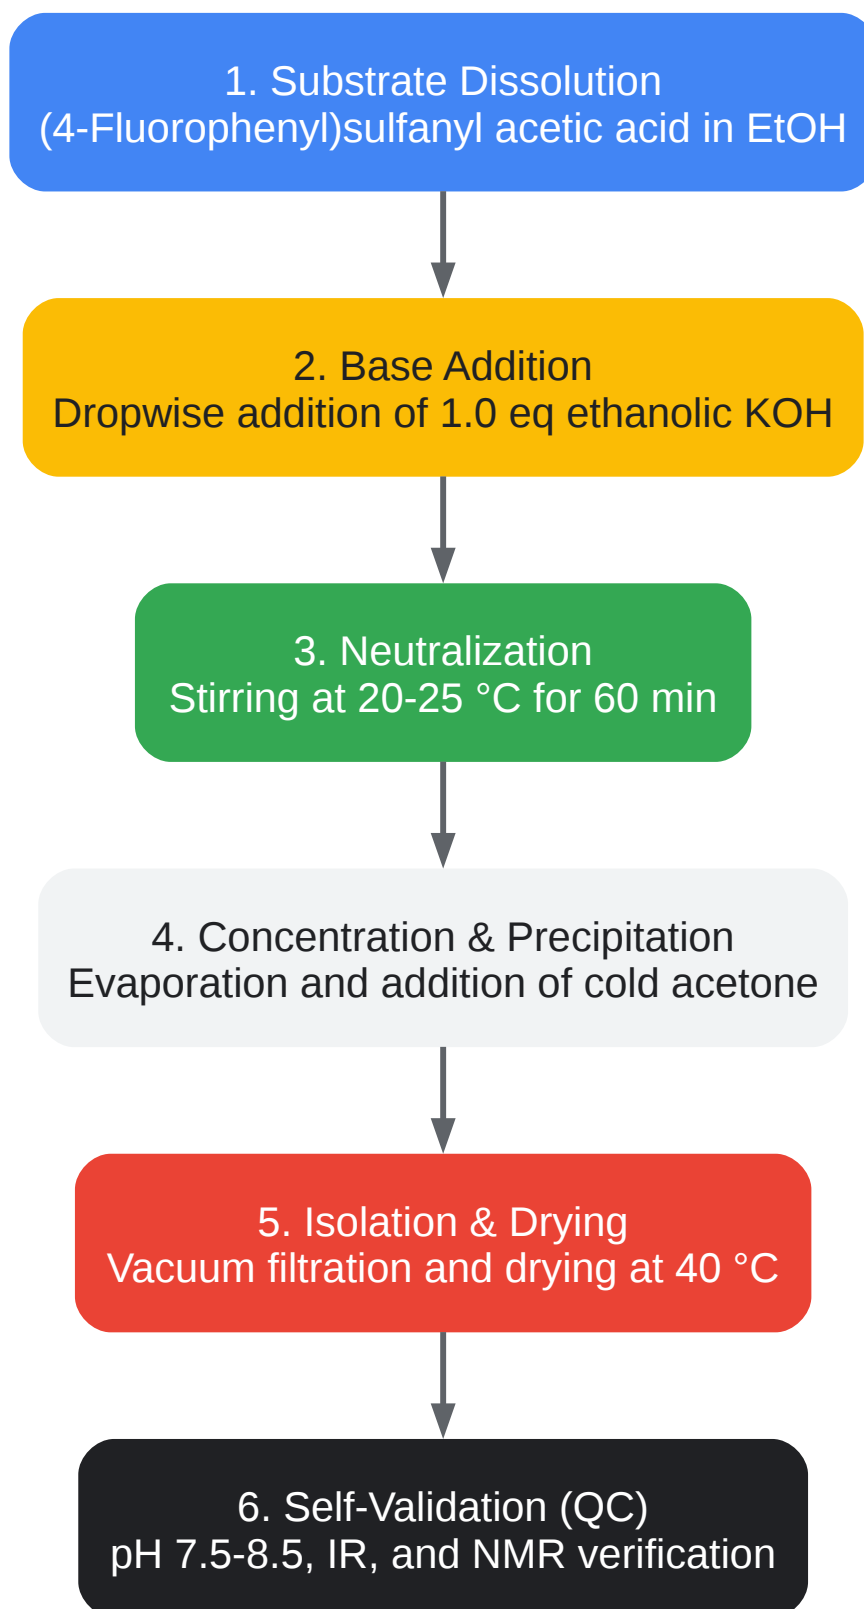 1. Substrate Dissolution
(4-Fluorophenyl)sulfanyl acetic acid in EtOH
2. Base Addition
Dropwise addition of 1.0 eq ethanolic KOH
3. Neutralization
Stirring at 20-25 °C for 60 min
4. Concentration & Precipitation
Evaporation and addition of cold acetone
5. Isolation & Drying
Vacuum filtration and drying at 40 °C
6. Self-Validation (QC)
pH 7.5-8.5, IR, and NMR verification